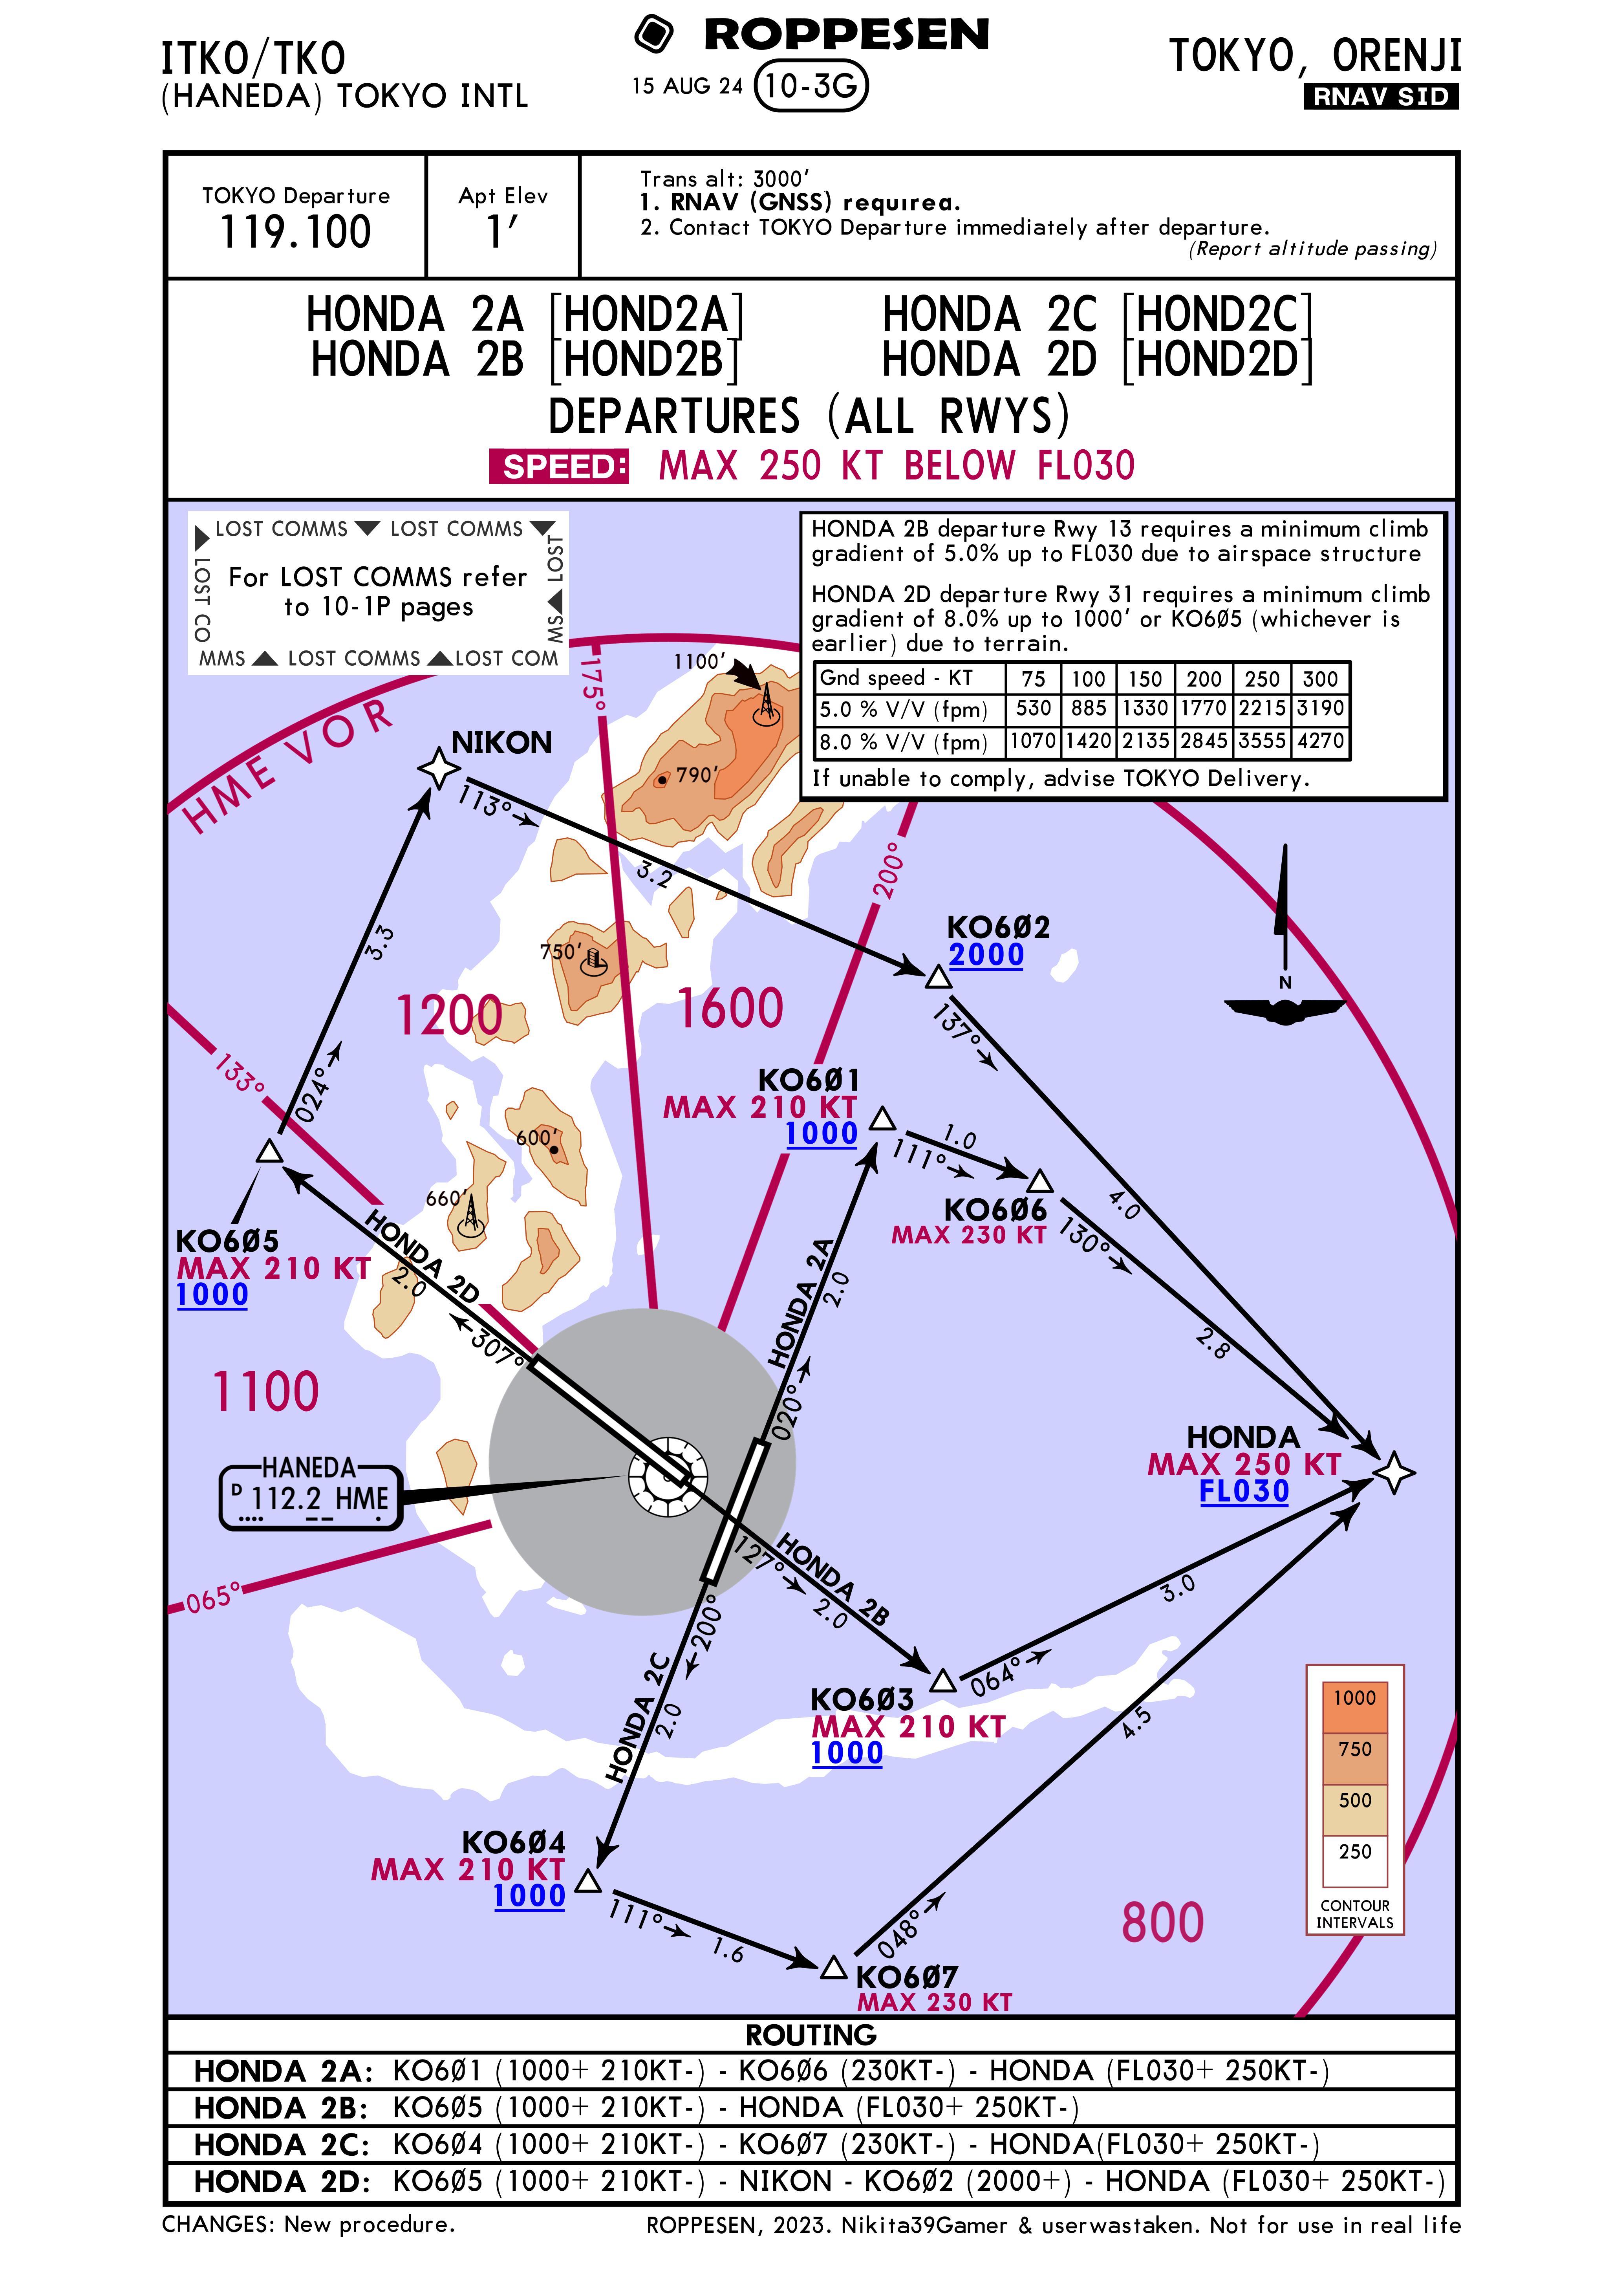 ITKO/TKO
(HANEDA) TOKYO INTL
ROPPESEN
15 AUG 24 10-3G
TOKYO, ORENJI
RNAV SID
TOKYO Departure
119.100
Apt Elev
1'
Trans alt: 3000'
1. RNAV (GNSS) requirea.
2. Contact TOKYO Departure immediately after departure.
(Report altitude passing)
HONDA 2A [HOND2A] HONDA 2C [HOND2C]
HONDA 2B [HOND2B] HONDA 2D [HOND2D]
DEPARTURES (ALL RWYS)
SPEED: MAX 250 KT BELOW FL030
LOST COMMS LOST COMMS
LOST
LOST CO
For LOST COMMS refer
to 10-1P pages
MS
MMS LOST COMMS LOST COM
HONDA 2B departure Rwy 13 requires a minimum climb
gradient of 5.0% up to FL030 due to airspace structure
HONDA 2D departure Rwy 31 requires a minimum climb
gradient of 8.0% up to 1000' or KO6Ø5 (whichever is
earlier) due to terrain.
Gnd speed - KT 75 100 150 200 250 300
5.0 % V/V (fpm) 530 885 1330 1770 2215 3190
8.0 % V/V (fpm) 1070 1420 2135 2845 3555 4270
If unable to comply, advise TOKYO Delivery.
HME VOR
175°
1100'
790'
NIKON
113°
3.2
200°
3.3
024°
750'
KO6Ø2
2000
N
1200
1600
137°
133°
KO6Ø1
MAX 210 KT
1000
1.0
111°
600'
660'
KO6Ø6
MAX 230 KT
4.0
130°
2.8
KO6Ø5
MAX 210 KT
1000
HONDA 2D
2.0
307°
HONDA 2A
2.0
020°
1100
HANEDA
D 112.2 HME
HONDA
MAX 250 KT
FL030
065°
127°
HONDA 2B
2.0
200°
HONDA 2C
2.0
3.0
064°
KO6Ø3
MAX 210 KT
1000
4.5
1000
750
500
250
CONTOUR
INTERVALS
KO6Ø4
MAX 210 KT
1000
111°
1.6
048°
800
KO6Ø7
MAX 230 KT
ROUTING
HONDA 2A: KO6Ø1 (1000+ 210KT-) - KO6Ø6 (230KT-) - HONDA (FL030+ 250KT-)
HONDA 2B: KO6Ø5 (1000+ 210KT-) - HONDA (FL030+ 250KT-)
HONDA 2C: KO6Ø4 (1000+ 210KT-) - KO6Ø7 (230KT-) - HONDA(FL030+ 250KT-)
HONDA 2D: KO6Ø5 (1000+ 210KT-) - NIKON - KO6Ø2 (2000+) - HONDA (FL030+ 250KT-)
CHANGES: New procedure.
ROPPESEN, 2023. Nikita39Gamer & userwastaken. Not for use in real life